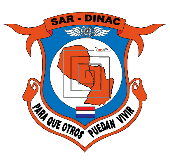 SAR - DINAC
PARA QUE OTROS PUEDAN VIVIR